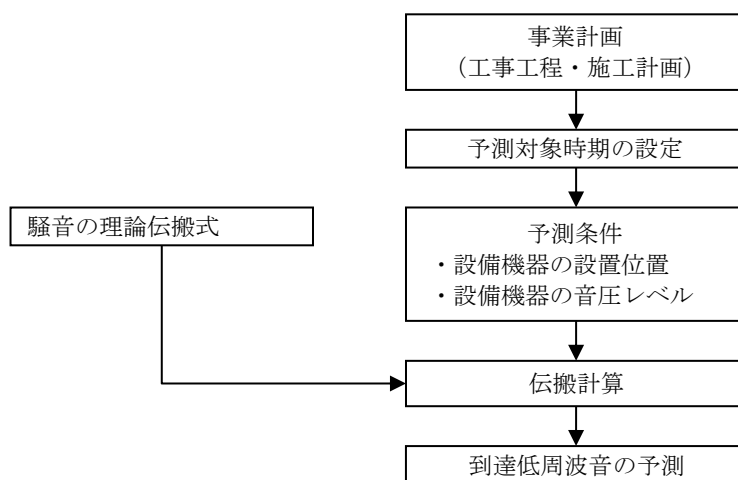 事業計画
（工事工程・施工計画）
予測対象時期の設定
騒音の理論伝搬式
予測条件
・設備機器の設置位置
・設備機器の音圧レベル
伝搬計算
到達低周波音の予測